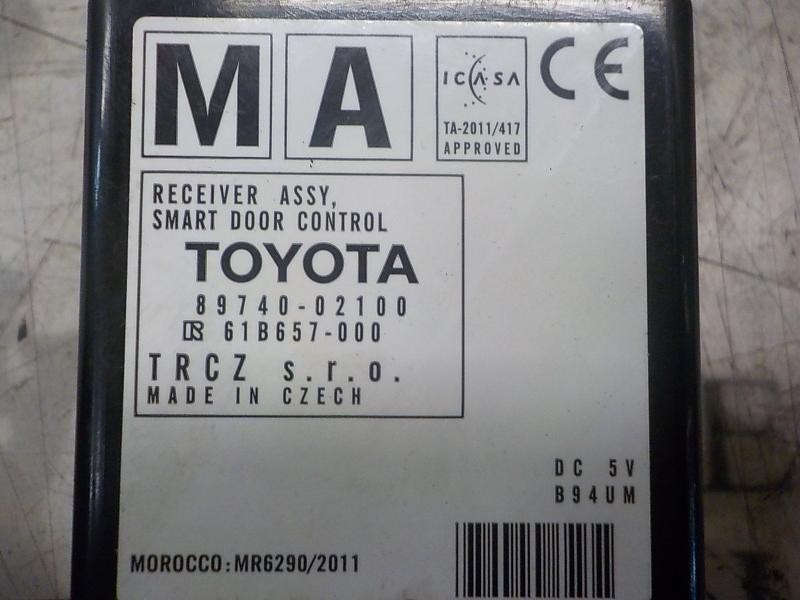 M A
ICASA
TA-2011/417
APPROVED
CE
RECEIVER ASSY,
SMART DOOR CONTROL
TOYOTA
89740-02100
61B657-000
TRCZ s.r.o.
MADE IN CZECH
DC 5V
B94UM
MOROCCO:MR6290/2011